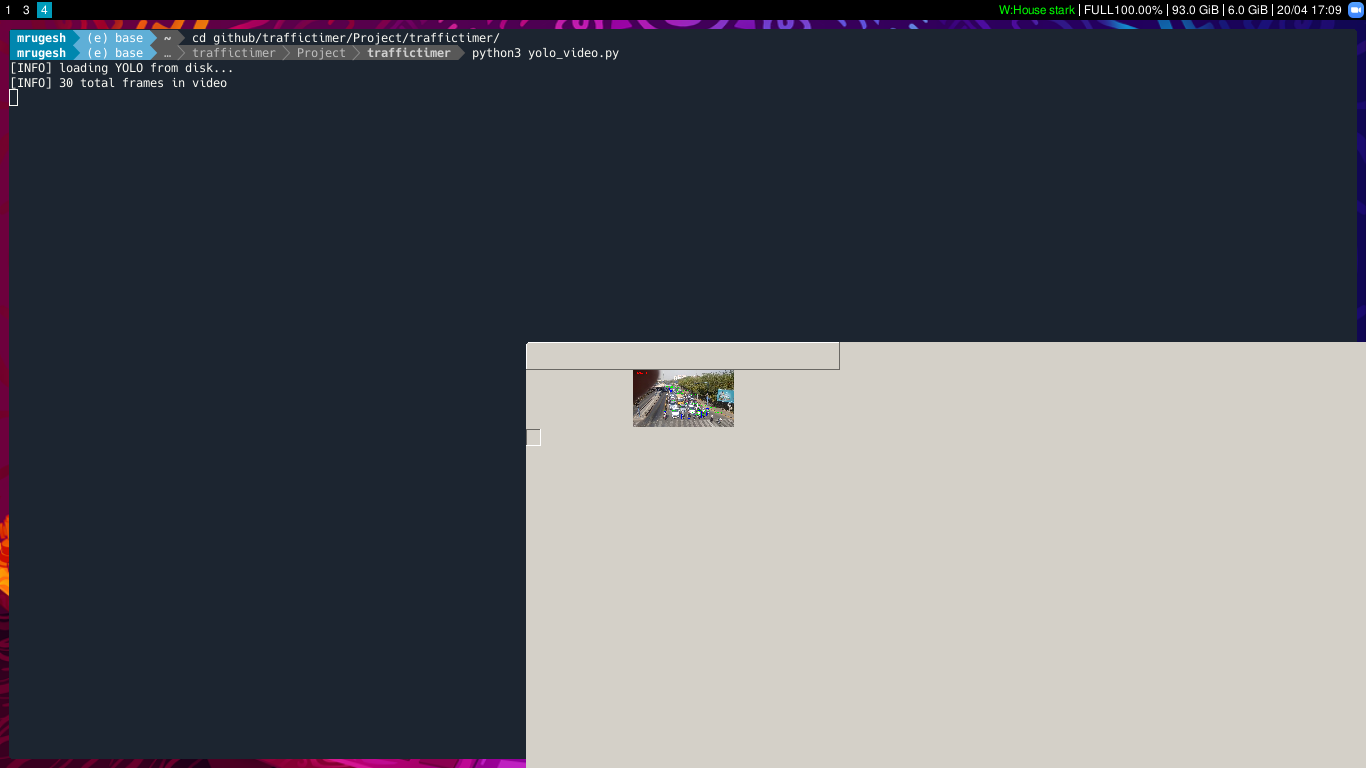 1 3 4 W:House stark | FULL100.00% | 93.0 GiB | 6.0 GiB | 20/04 17:09
mrugesh (e) base ~ cd github/traffictimer/Project/traffictimer/
mrugesh (e) base … traffictimer Project traffictimer python3 yolo_video.py
[INFO] loading YOLO from disk...
[INFO] 30 total frames in video